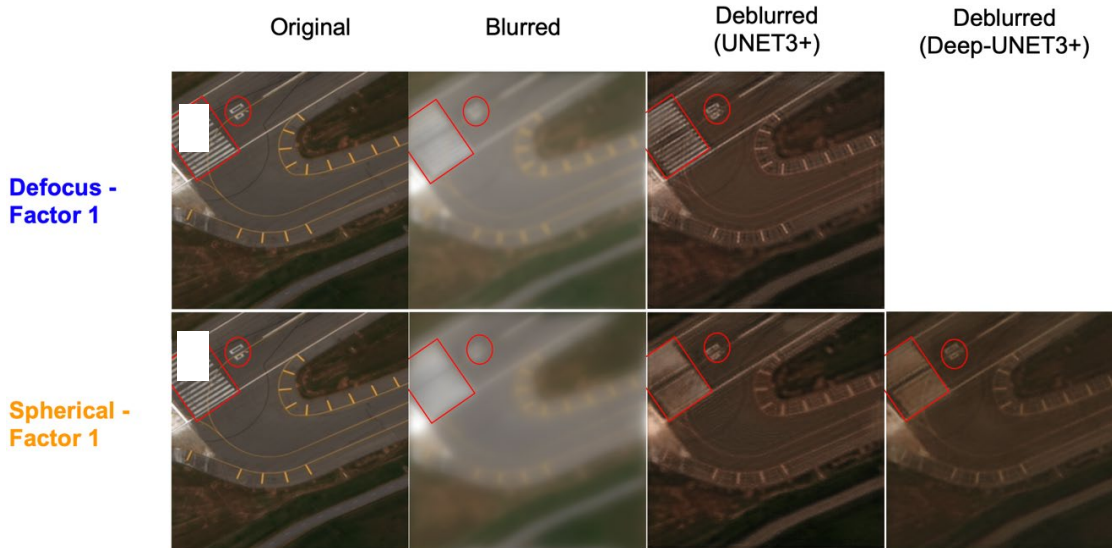 Original
Blurred
Deblurred
(UNET3+)
Deblurred
(Deep-UNET3+)
Defocus -
Factor 1
Spherical -
Factor 1